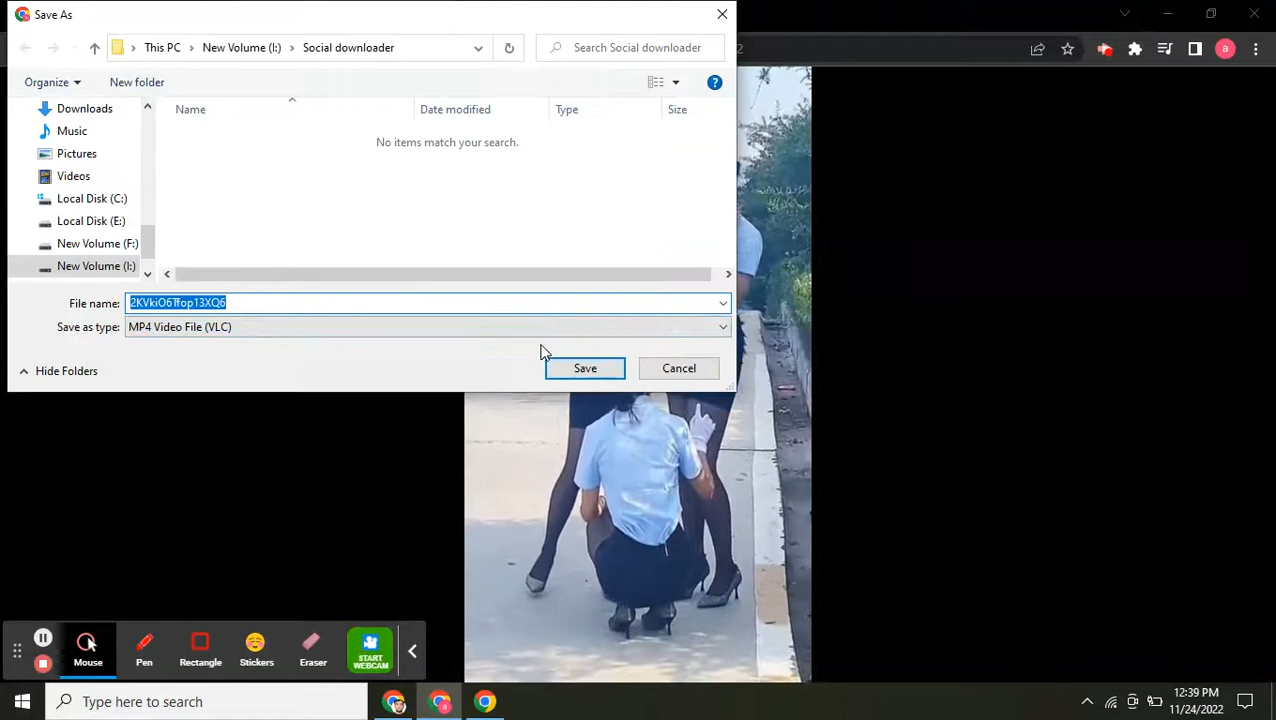 Save As
This PC > New Volume (I:) > Social downloader
Search Social downloader
2
Organize
New folder
a
Downloads
Music
Pictures
Videos
Local Disk (C:)
Local Disk (E:)
New Volume (F:)
New Volume (I:)
Name
Date modified
Type
Size
No items match your search.
File name:
2KVkiO6Tffop13XQ6
Save as type:
MP4 Video File (VLC)
Hide Folders
Save
Cancel
Mouse
Pen
Rectangle
Stickers
Eraser
START
WEBCAM
Type here to search
a
12:39 PM
11/24/2022